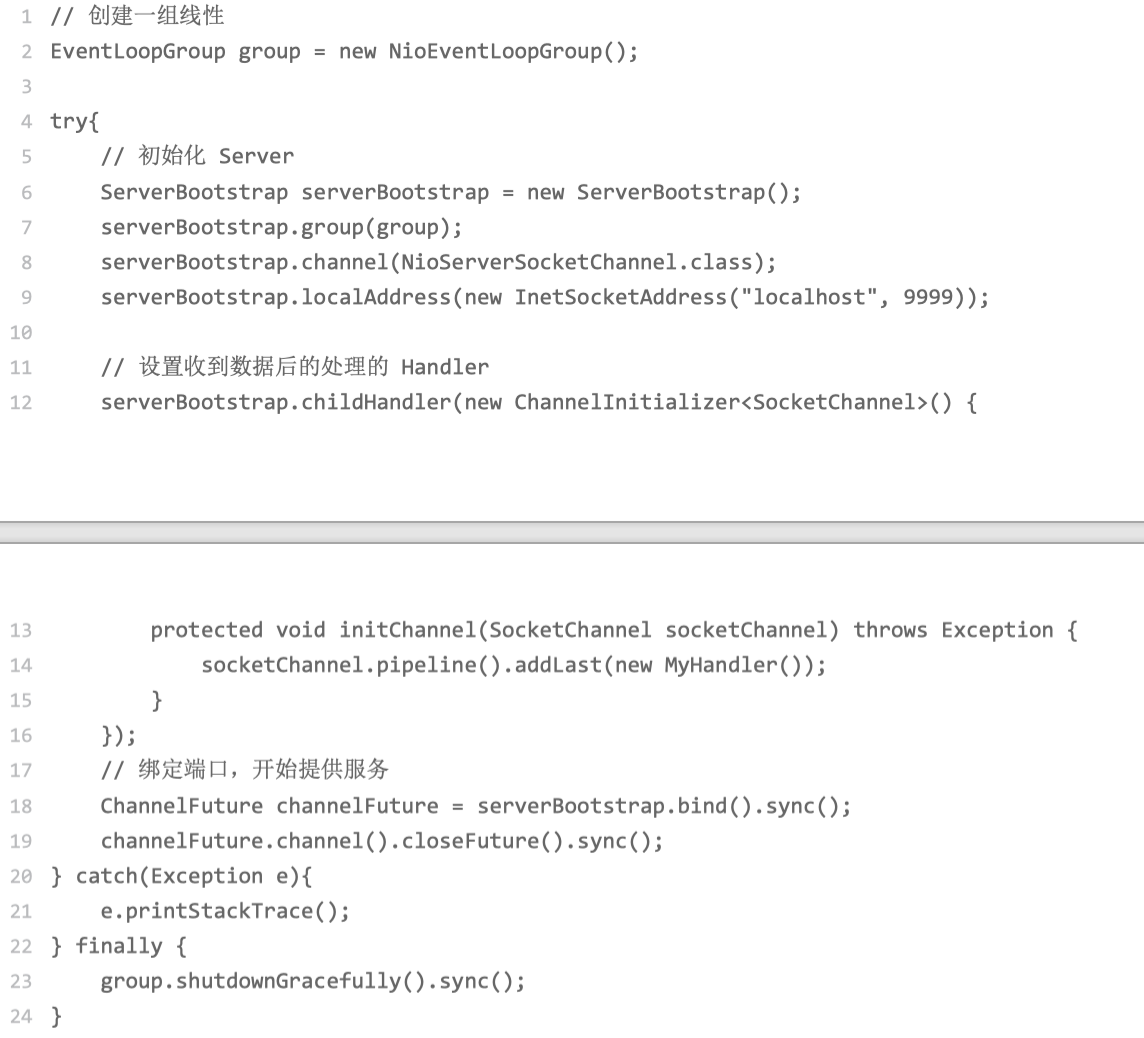 1 // 创建一组线性
2 EventLoopGroup group = new NioEventLoopGroup();
3
4 try{
5     // 初始化 Server
6     ServerBootstrap serverBootstrap = new ServerBootstrap();
7     serverBootstrap.group(group);
8     serverBootstrap.channel(NioServerSocketChannel.class);
9     serverBootstrap.localAddress(new InetSocketAddress("localhost", 9999));
10
11     // 设置收到数据后的处理的 Handler
12     serverBootstrap.childHandler(new ChannelInitializer<SocketChannel>() {
13         protected void initChannel(SocketChannel socketChannel) throws Exception {
14             socketChannel.pipeline().addLast(new MyHandler());
15         }
16     });
17     // 绑定端口，开始提供服务
18     ChannelFuture channelFuture = serverBootstrap.bind().sync();
19     channelFuture.channel().closeFuture().sync();
20 } catch(Exception e){
21     e.printStackTrace();
22 } finally {
23     group.shutdownGracefully().sync();
24 }